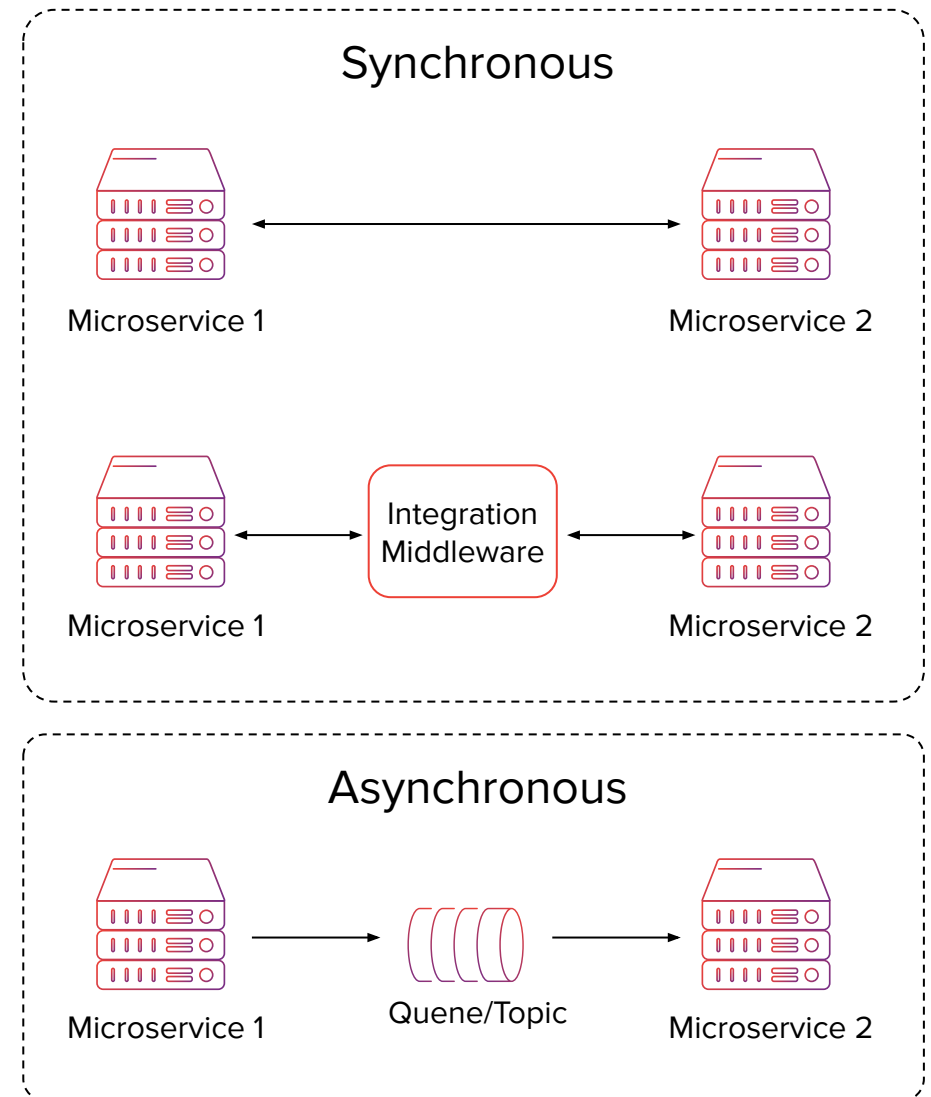 Synchronous
Microservice 1
Microservice 2
Integration
Middleware
Microservice 1
Microservice 2
Asynchronous
Microservice 1
Quene/Topic
Microservice 2